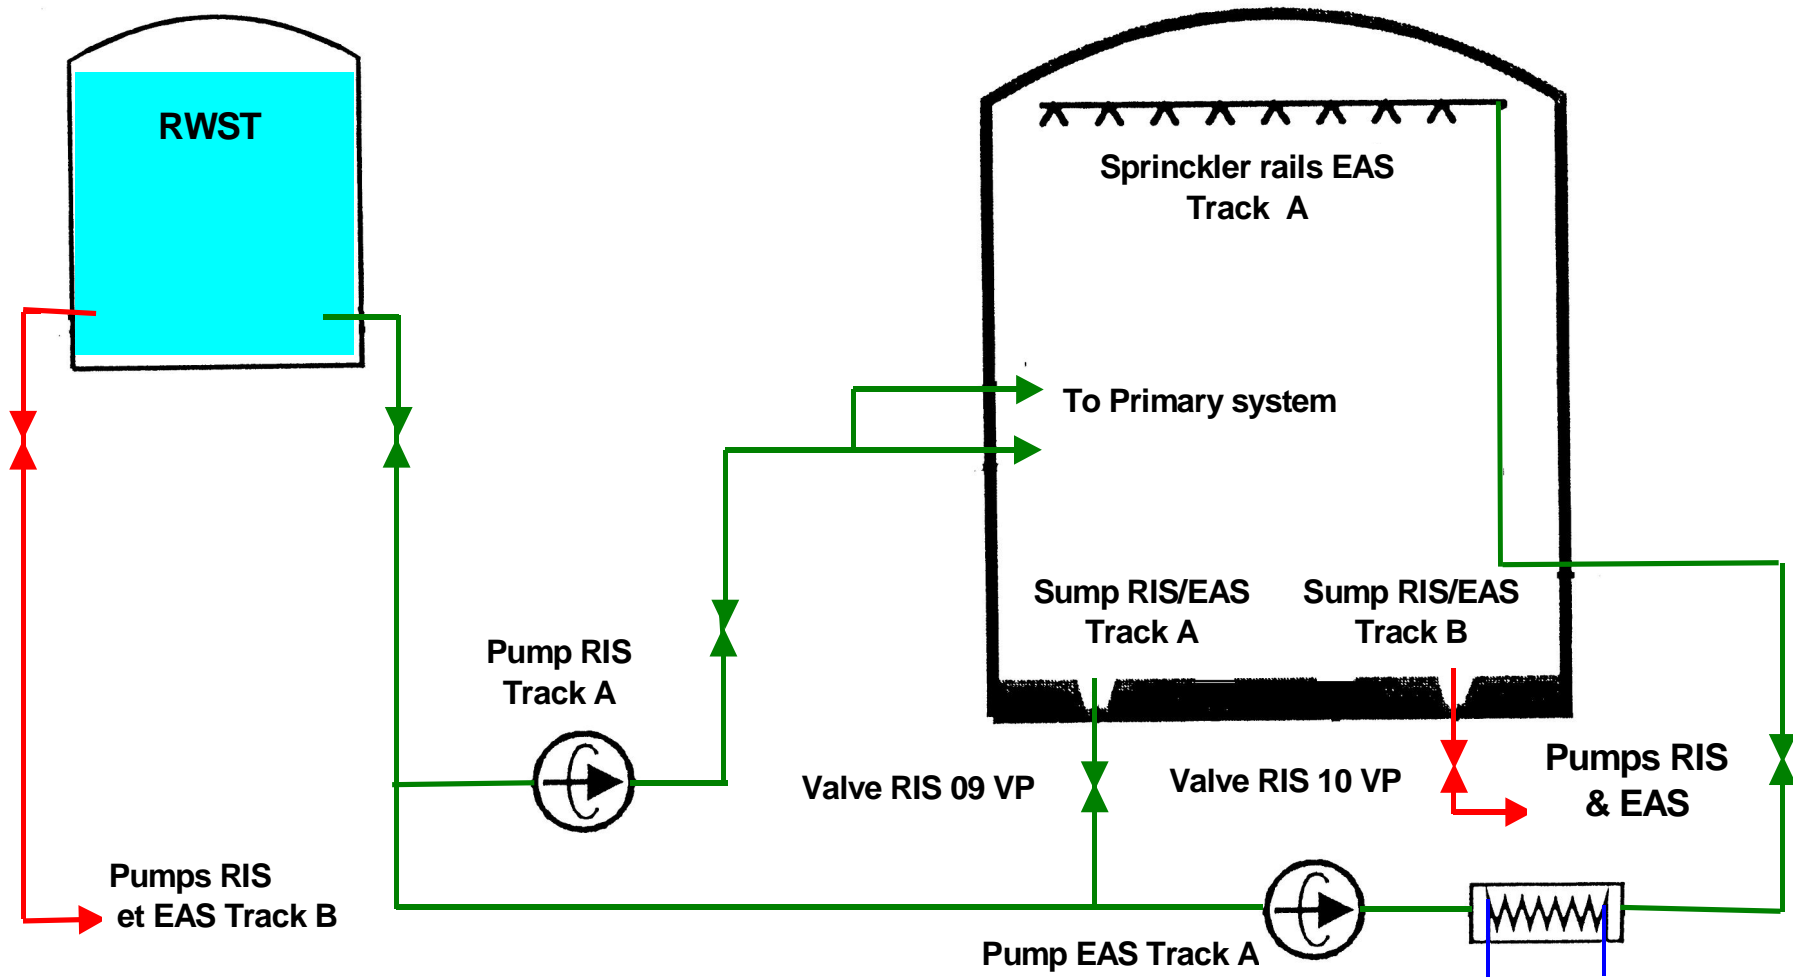 RWST
Sprinckler rails EAS
Track A
To Primary system
Sump RIS/EAS
Track A
Sump RIS/EAS
Track B
Pump RIS
Track A
Valve RIS 09 VP
Valve RIS 10 VP
Pumps RIS
& EAS
Pumps RIS
et EAS Track B
Pump EAS Track A